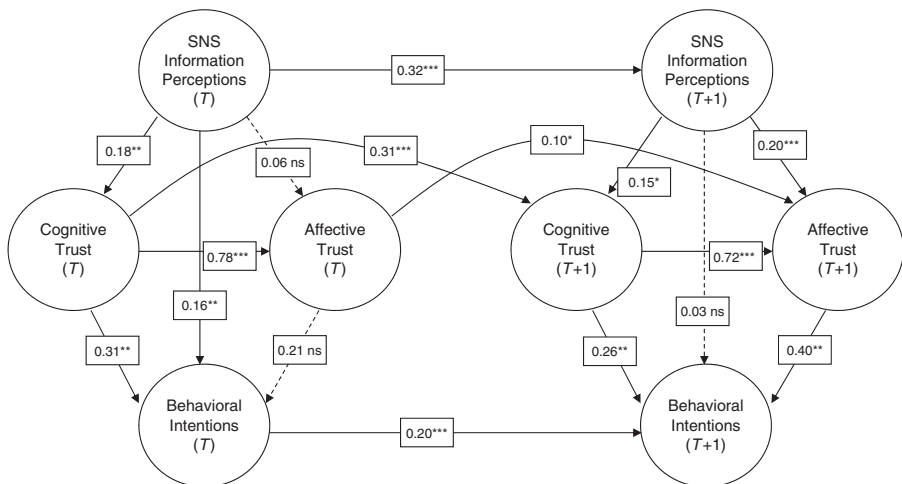 SNS
Information
Perceptions
(T)
SNS
Information
Perceptions
(T+1)
0.32***
0.18**
0.06 ns
0.31***
0.10*
0.15*
0.20***
Cognitive
Trust
(T)
Affective
Trust
(T)
Cognitive
Trust
(T+1)
Affective
Trust
(T+1)
0.78***
0.72***
0.16**
0.03 ns
0.31**
0.21 ns
0.26**
0.40**
Behavioral
Intentions
(T)
Behavioral
Intentions
(T+1)
0.20***